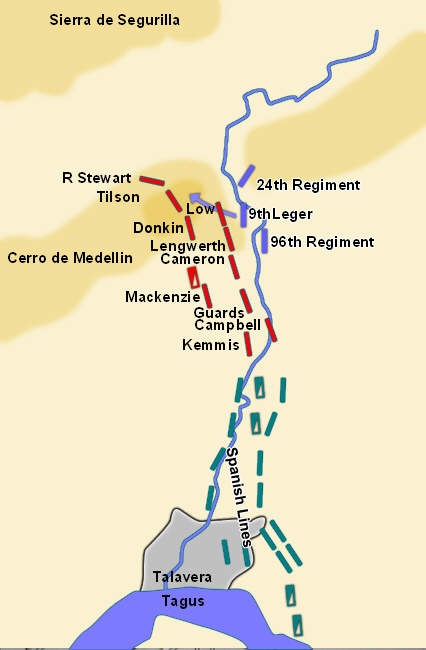 Sierra de Segurilla
R Stewart
24th Regiment
Tilson
Low
9thLeger
Donkin
96th Regiment
Lengwerth
Cerro de Medellin
Cameron
Mackenzie
Guards
Campbell
Kemmis
Spanish Lines
Talavera
Tagus